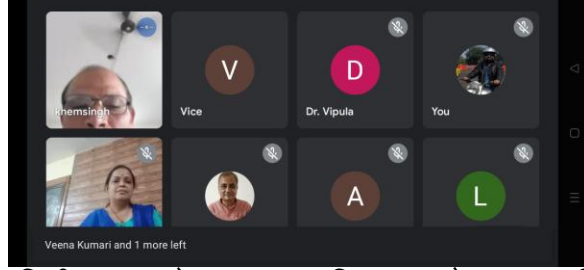 V
D
khemsingh
Vice
Dr. Vipula
You
A
L
Veena Kumari and 1 more left